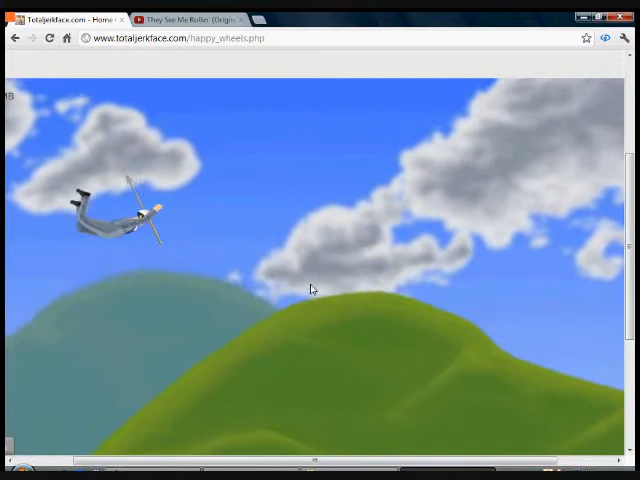 Totaljerkface.com - Home
They See Me Rollin' (Origin
www.totaljerkface.com/happy_wheels.php